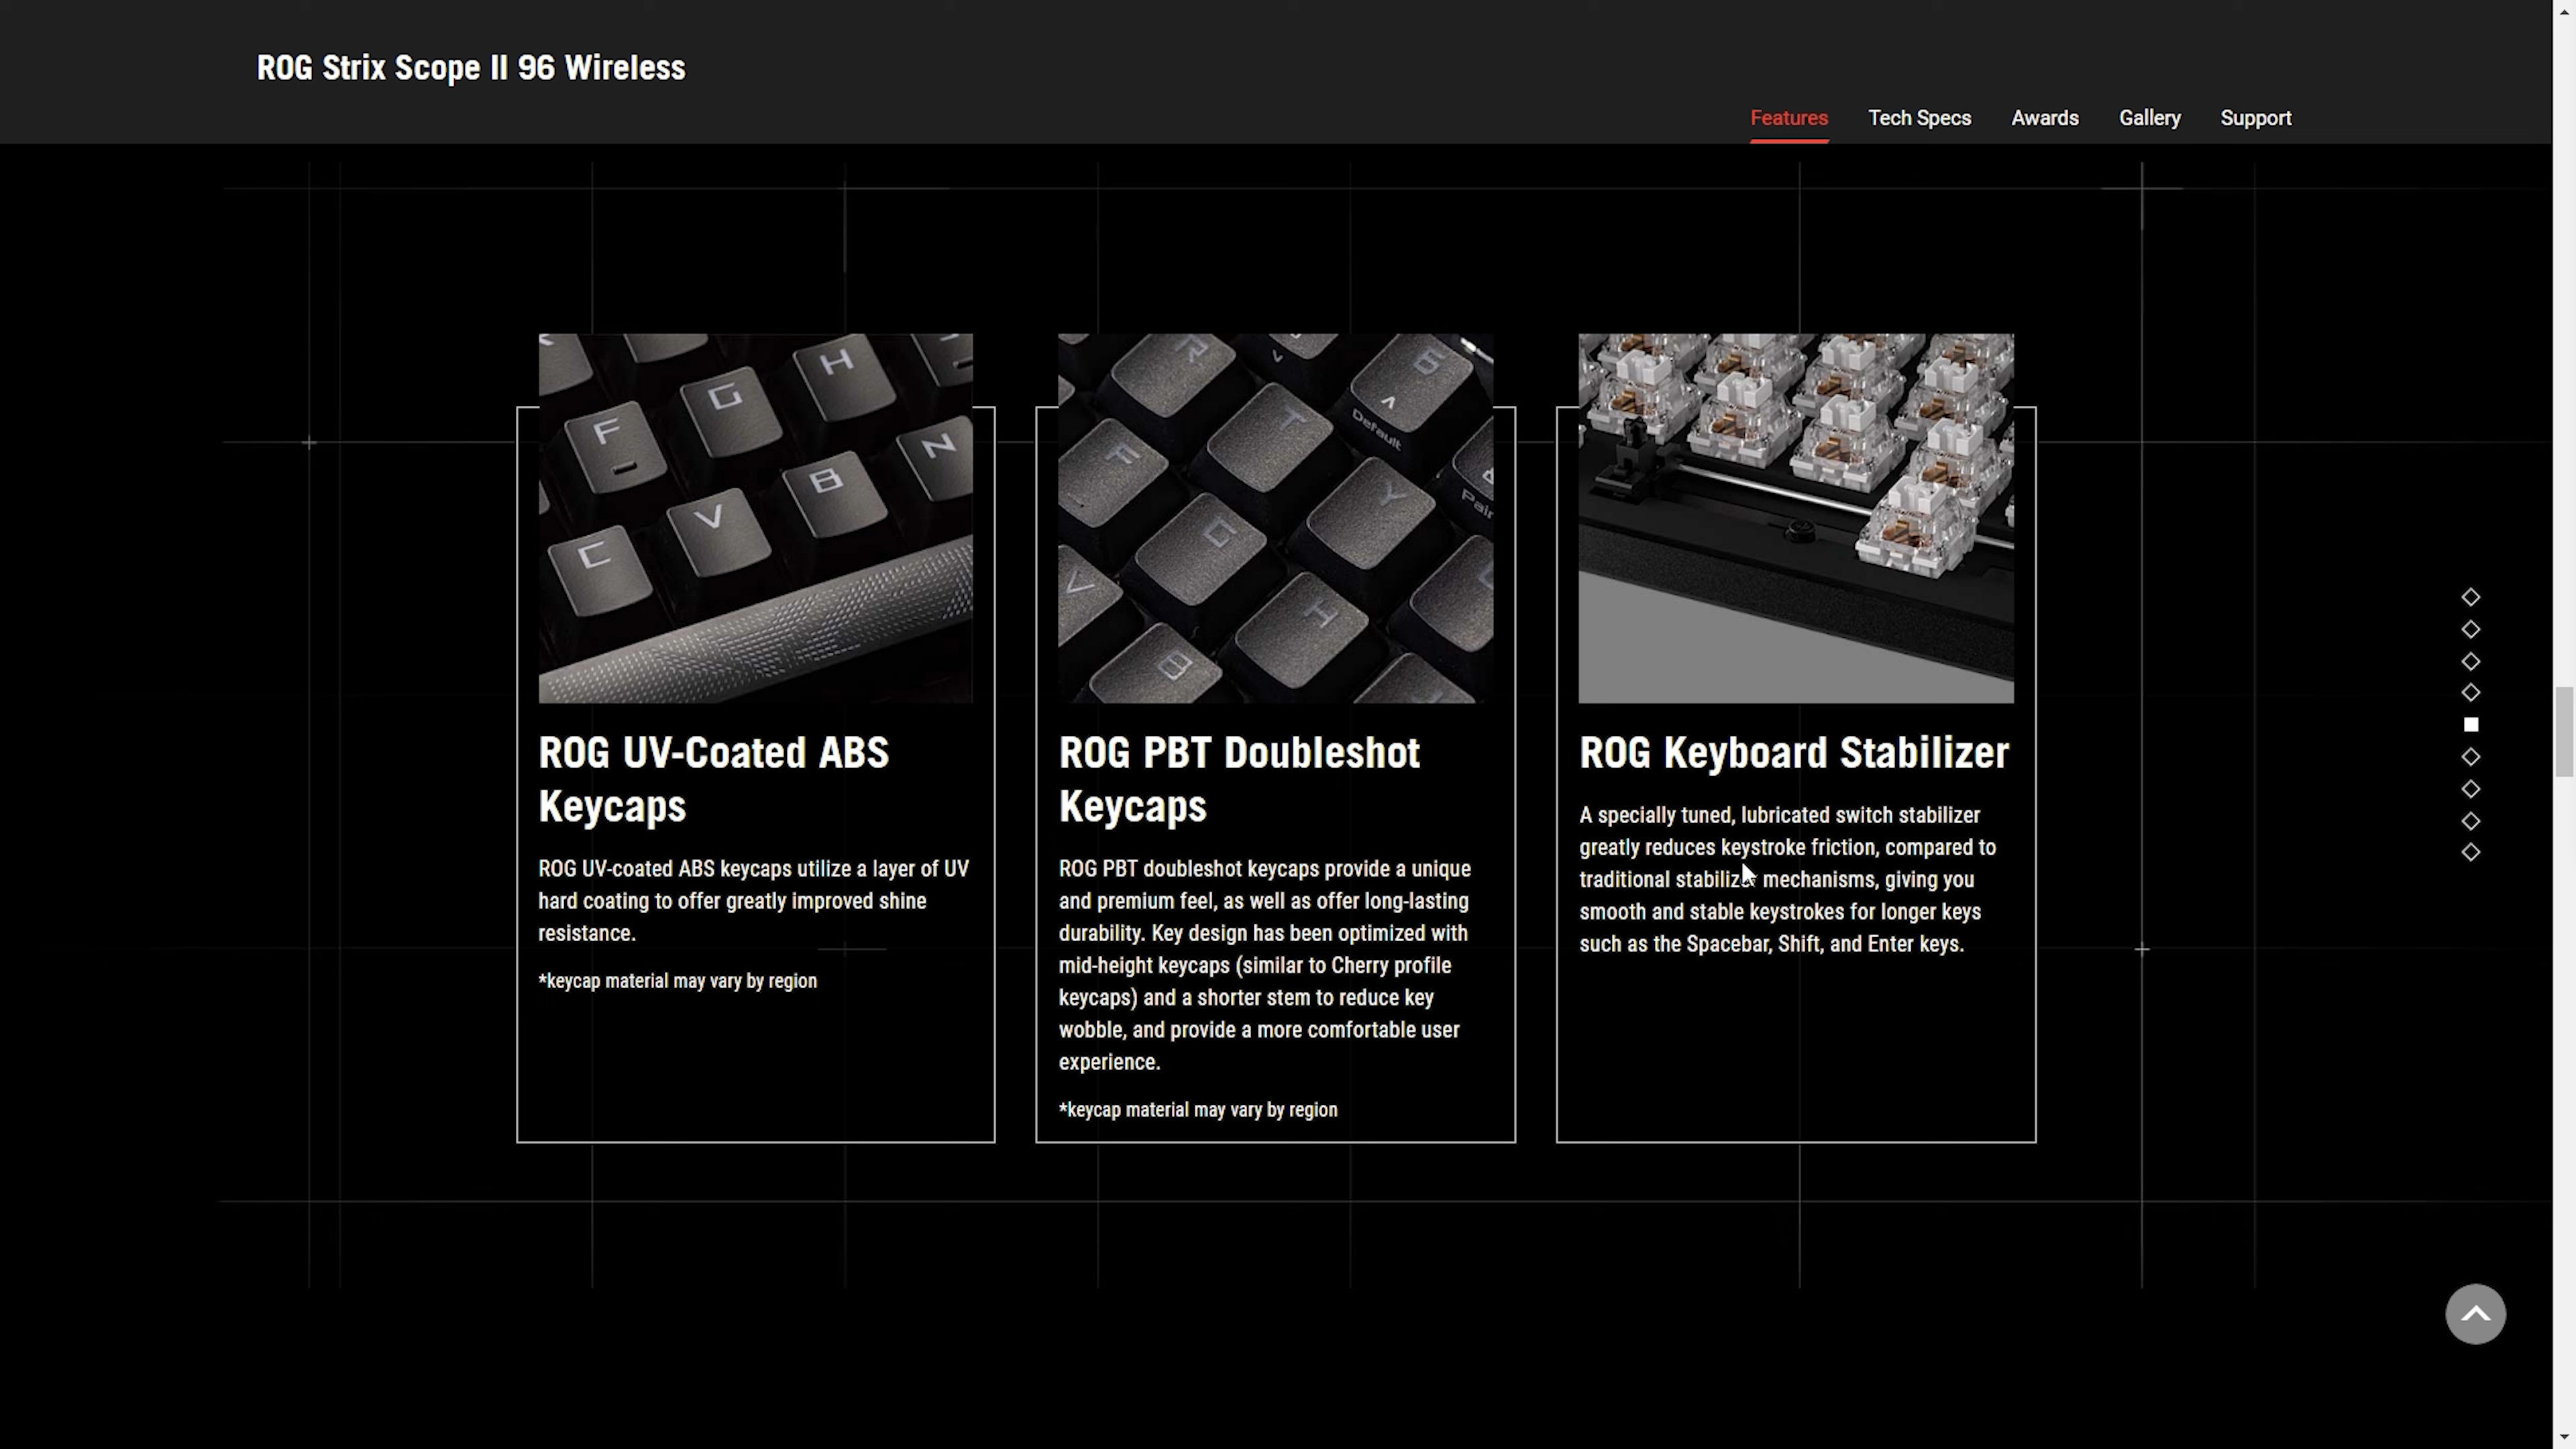 ROG Strix Scope II 96 Wireless
Features
Tech Specs
Awards
Gallery
Support
F
G
H
C
V
B
N
R
6
Default
F
T
Y
Pair
V
G
H
B
ROG UV-Coated ABS
Keycaps
ROG UV-coated ABS keycaps utilize a layer of UV
hard coating to offer greatly improved shine
resistance.
*keycap material may vary by region
ROG PBT Doubleshot
Keycaps
ROG PBT doubleshot keycaps provide a unique
and premium feel, as well as offer long-lasting
durability. Key design has been optimized with
mid-height keycaps (similar to Cherry profile
keycaps) and a shorter stem to reduce key
wobble, and provide a more comfortable user
experience.
*keycap material may vary by region
ROG Keyboard Stabilizer
A specially tuned, lubricated switch stabilizer
greatly reduces keystroke friction, compared to
traditional stabilizer mechanisms, giving you
smooth and stable keystrokes for longer keys
such as the Spacebar, Shift, and Enter keys.